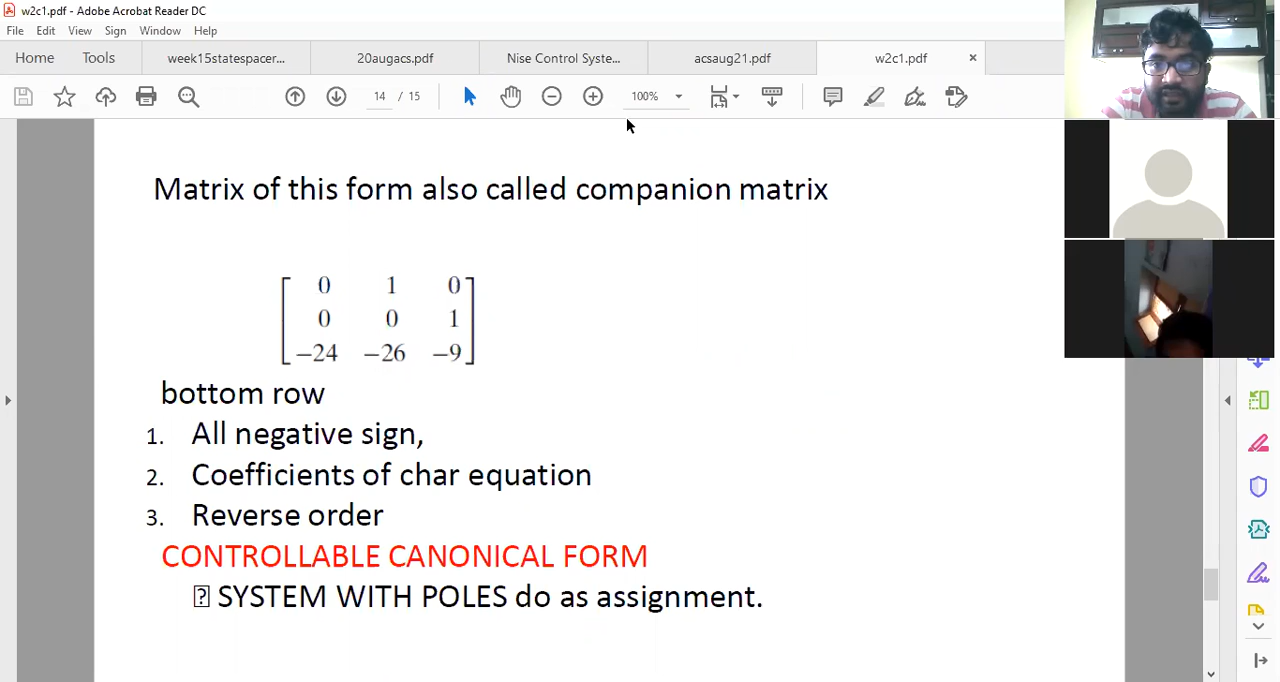 w2c1.pdf - Adobe Acrobat Reader DC
File Edit View Sign Window Help
Home Tools week15statespacer... 20augacs.pdf Nise Control Syste... acsaug21.pdf w2c1.pdf ×
14 / 15 100%
Matrix of this form also called companion matrix
0 1 0
0 0 1
−24 −26 −9
bottom row
1. All negative sign,
2. Coefficients of char equation
3. Reverse order
CONTROLLABLE CANONICAL FORM
SYSTEM WITH POLES do as assignment.